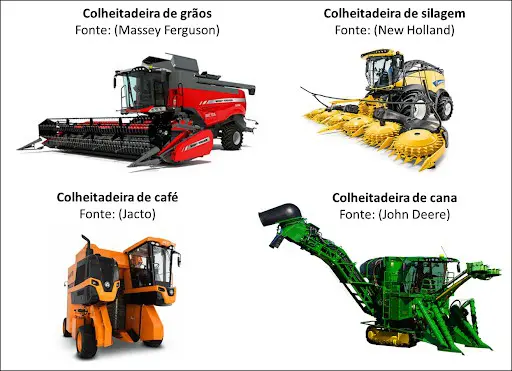 Colheitadeira de grãos
Fonte: (Massey Ferguson)
Colheitadeira de silagem
Fonte: (New Holland)
Colheitadeira de café
Fonte: (Jacto)
Colheitadeira de cana
Fonte: (John Deere)